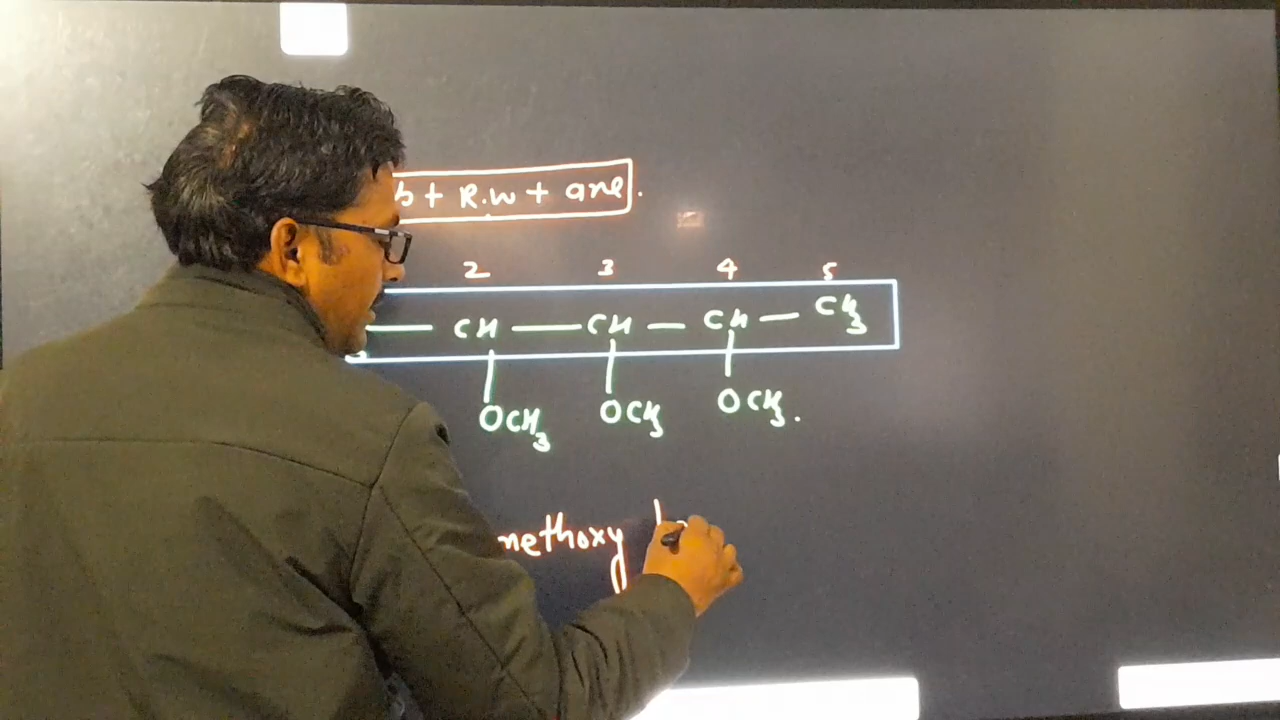 b + R.W + ane.
2 3 4 5
— CH — CH — CH — CH3
OCH3 OCH3 OCH3.
methoxy